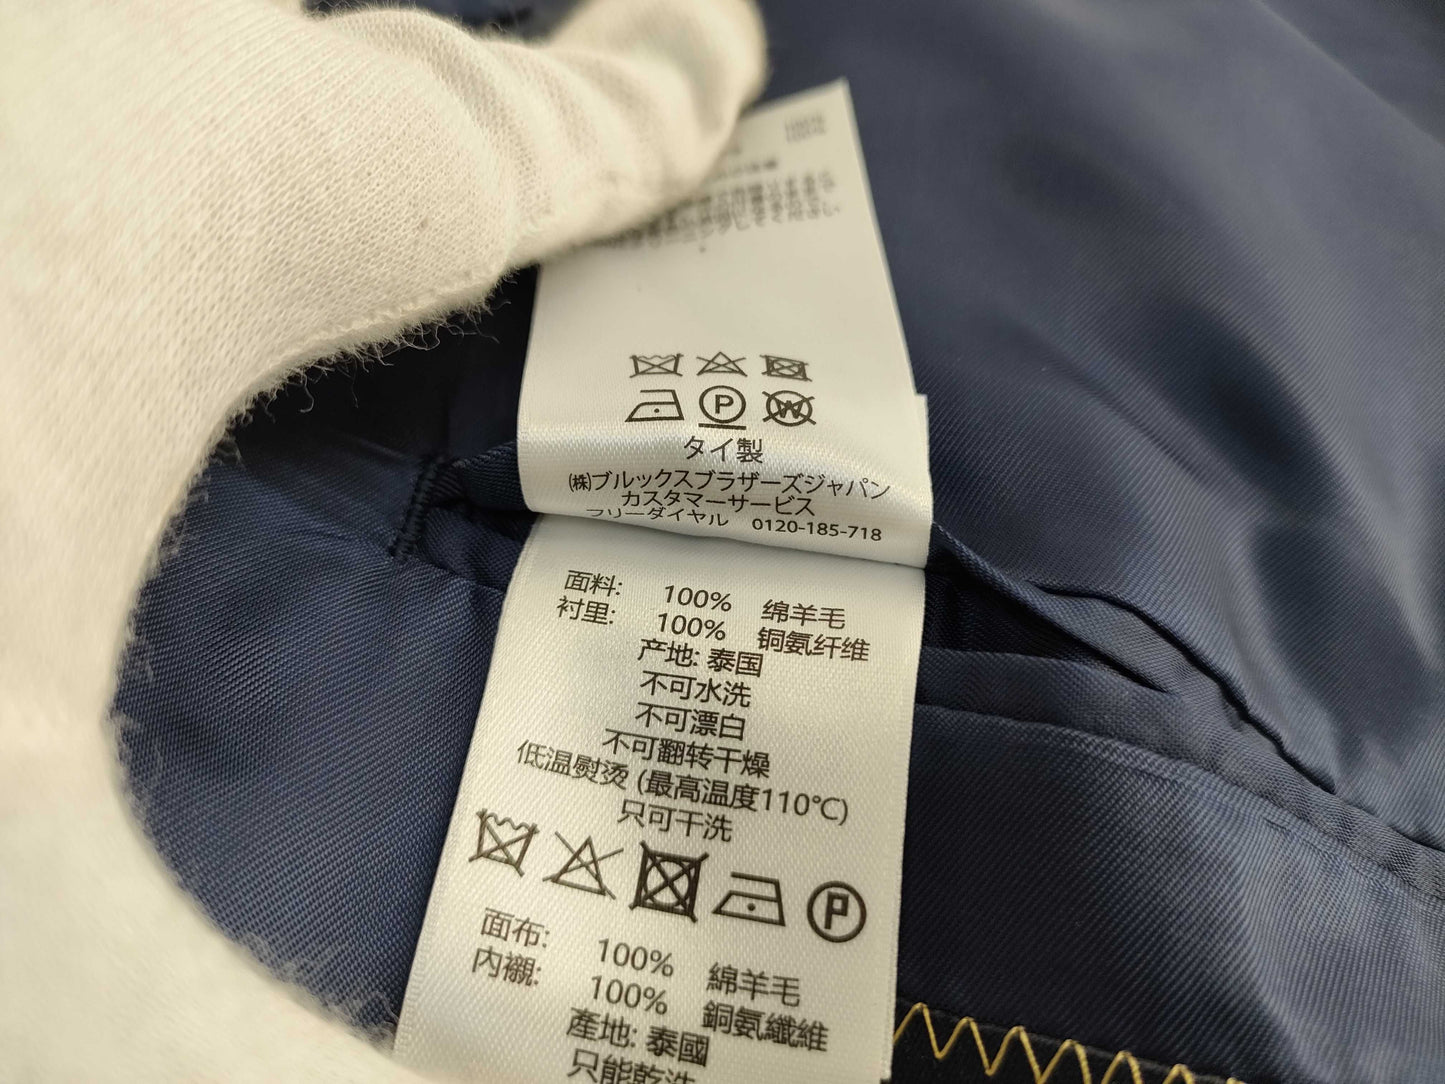 P
W
タイ製
㈱ブルックスブラザーズジャパン
カスタマーサービス
フリーダイヤル 0120-185-718
面料: 100% 绵羊毛
衬里: 100% 铜氨纤维
产地: 泰国
不可水洗
不可漂白
不可翻转干燥
低温熨烫 (最高温度110℃)
只可干洗
P
面布: 100% 綿羊毛
內襯: 100% 銅氨纖維
產地: 泰國
只能乾洗